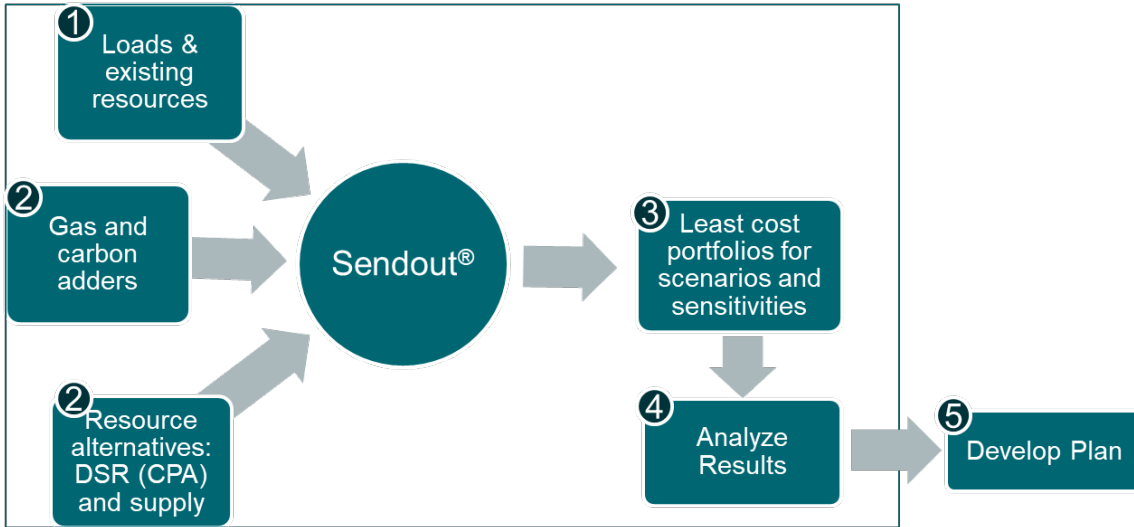 1
Loads &
existing
resources
2
Gas and
carbon
adders
2
Resource
alternatives:
DSR (CPA)
and supply
Sendout®
3
Least cost
portfolios for
scenarios and
sensitivities
4
Analyze
Results
5
Develop Plan